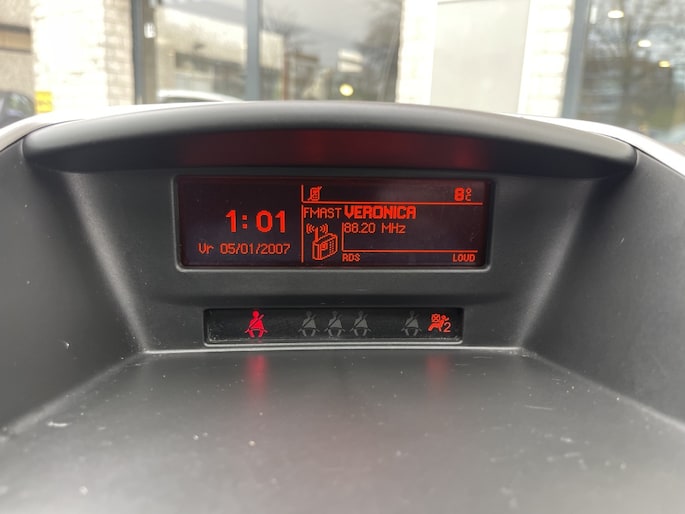 8°C
1:01
Vr 05/01/2007
FMAST VERONICA
88.20 MHz
RDS LOUD
2